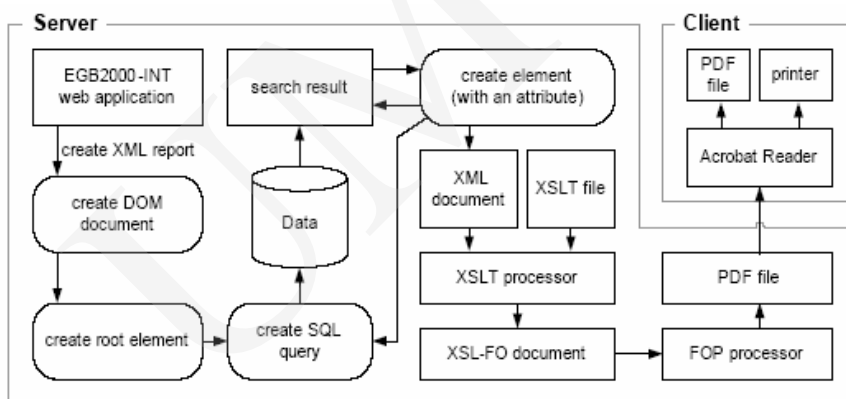 Server
Client
EGB2000-INT
web application
search result
create element
(with an attribute)
PDF
file
printer
create XML report
Acrobat Reader
create DOM
document
Data
XML
document
XSLT file
XSLT processor
PDF file
create root element
create SQL
query
XSL-FO document
FOP processor
UM